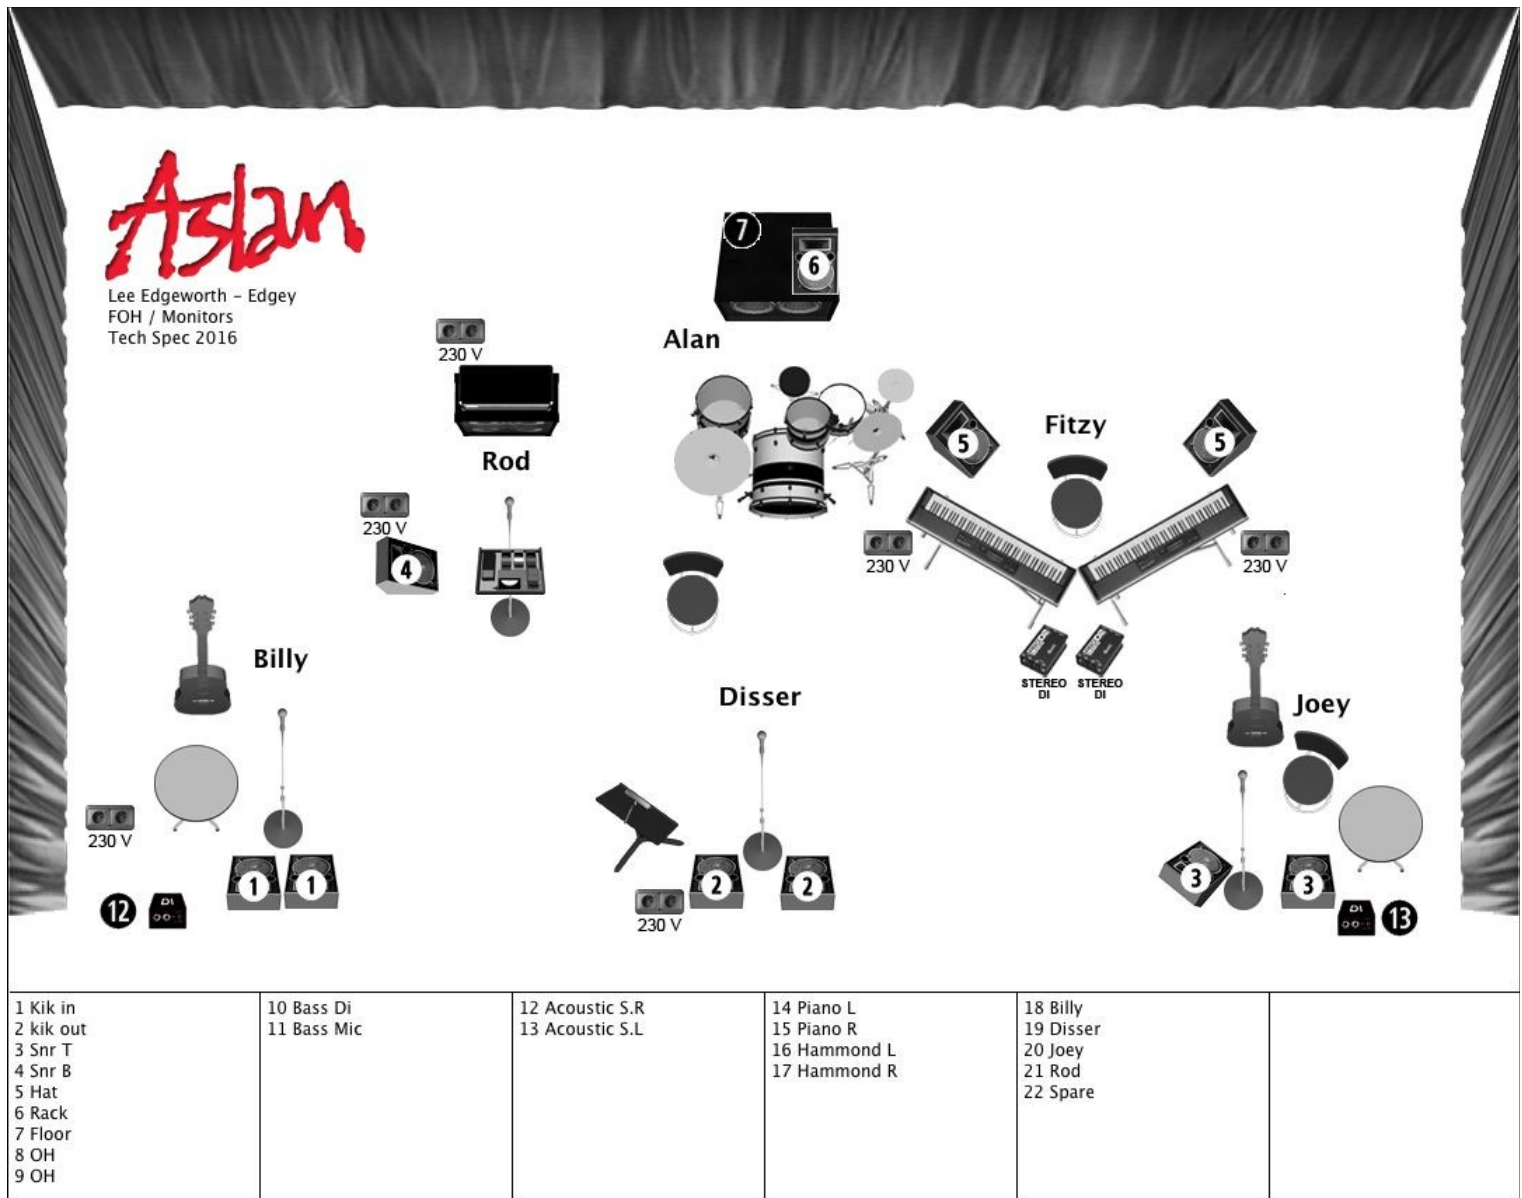 Aslan
Lee Edgeworth – Edgey
FOH / Monitors
Tech Spec 2016
7
6
Alan
230 V
Rod
5
Fitzy
5
230 V
4
230 V
230 V
STEREO DI
STEREO DI
Billy
Disser
Joey
230 V
1
1
2
2
3
3
230 V
12
DI
DI
13
1 Kik in
2 kik out
3 Snr T
4 Snr B
5 Hat
6 Rack
7 Floor
8 OH
9 OH
10 Bass Di
11 Bass Mic
12 Acoustic S.R
13 Acoustic S.L
14 Piano L
15 Piano R
16 Hammond L
17 Hammond R
18 Billy
19 Disser
20 Joey
21 Rod
22 Spare